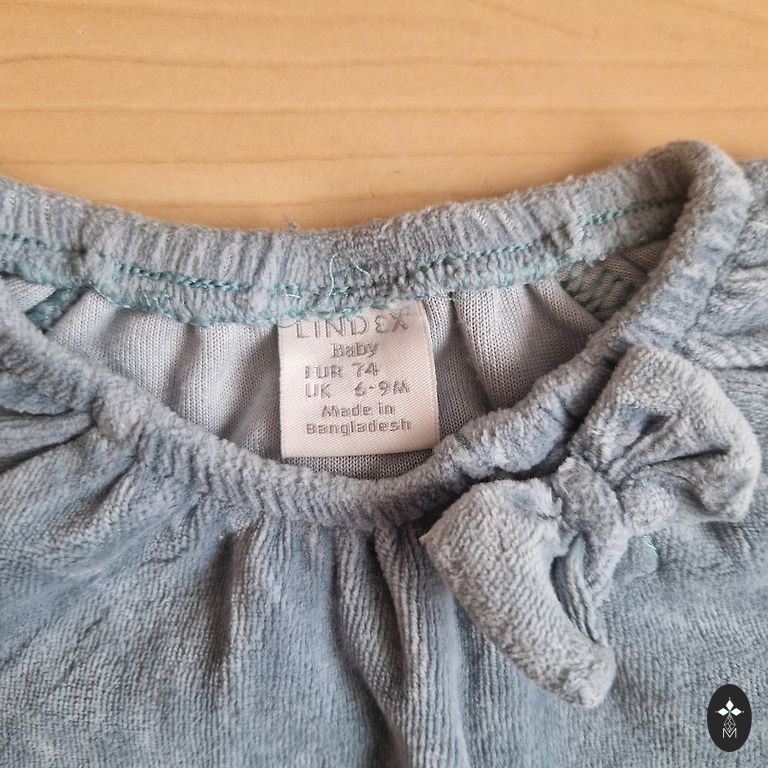 LINDEX
Baby
EUR 74
UK 6-9M
Made in
Bangladesh
M